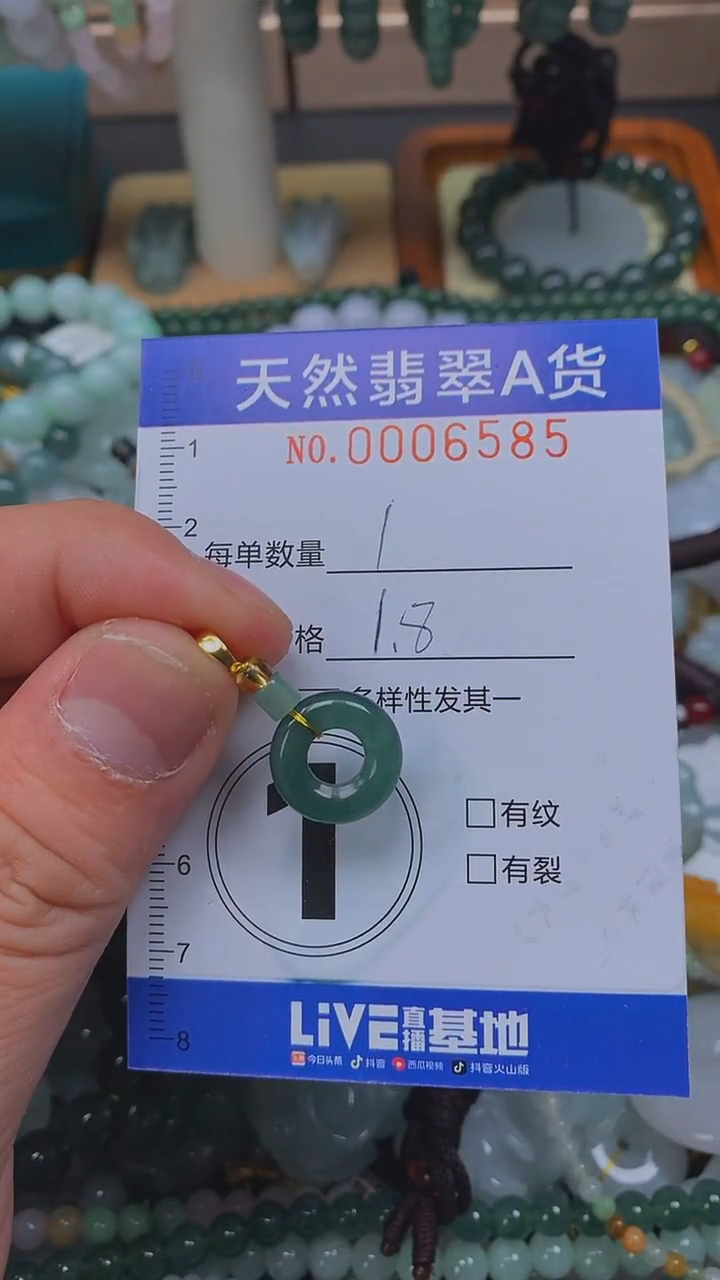 天然翡翠A货
NO.0006585
1
2
每单数量 1
格 1.8
多样性发其一
1
有纹
有裂
6
7
8
LiVE直播基地
今日头条 抖音 西瓜视频 抖音火山版